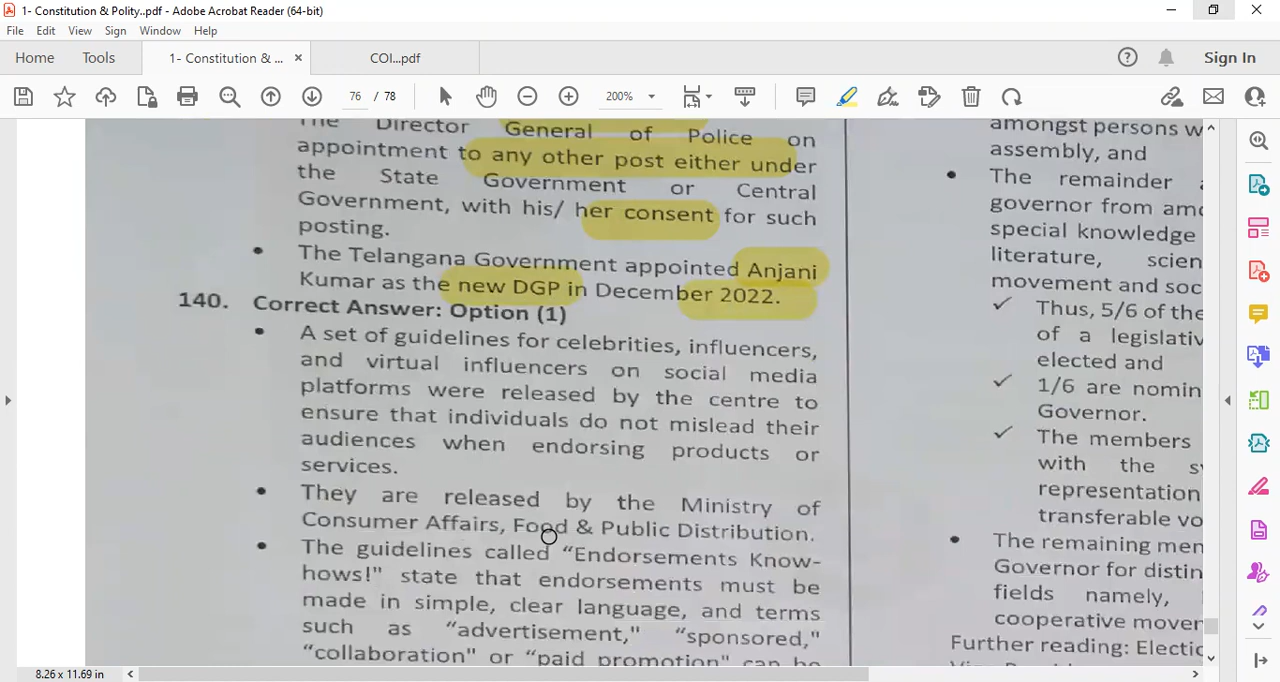 1- Constitution & Polity..pdf - Adobe Acrobat Reader (64-bit)
File Edit View Sign Window Help
Home Tools 1- Constitution & ... × COI...pdf Sign In
76 / 78 200%
The Director General of Police on
appointment to any other post either under
the State Government or Central
Government, with his/ her consent for such
posting.
• The Telangana Government appointed Anjani
Kumar as the new DGP in December 2022.
140. Correct Answer: Option (1)
• A set of guidelines for celebrities, influencers,
and virtual influencers on social media
platforms were released by the centre to
ensure that individuals do not mislead their
audiences when endorsing products or
services.
• They are released by the Ministry of
Consumer Affairs, Food & Public Distribution.
• The guidelines called “Endorsements Know-
hows!" state that endorsements must be
made in simple, clear language, and terms
such as “advertisement," “sponsored,"
“collaboration" or “paid promotion" can be
amongst persons w
assembly, and
• The remainder
governor from amo
special knowledge
literature, scien
movement and soc
✓ Thus, 5/6 of the
of a legislativ
elected and
✓ 1/6 are nomin
Governor.
✓ The members
with the s
representation
transferable vo
• The remaining men
Governor for distin
fields namely,
cooperative mover
Further reading: Electio
8.26 x 11.69 in